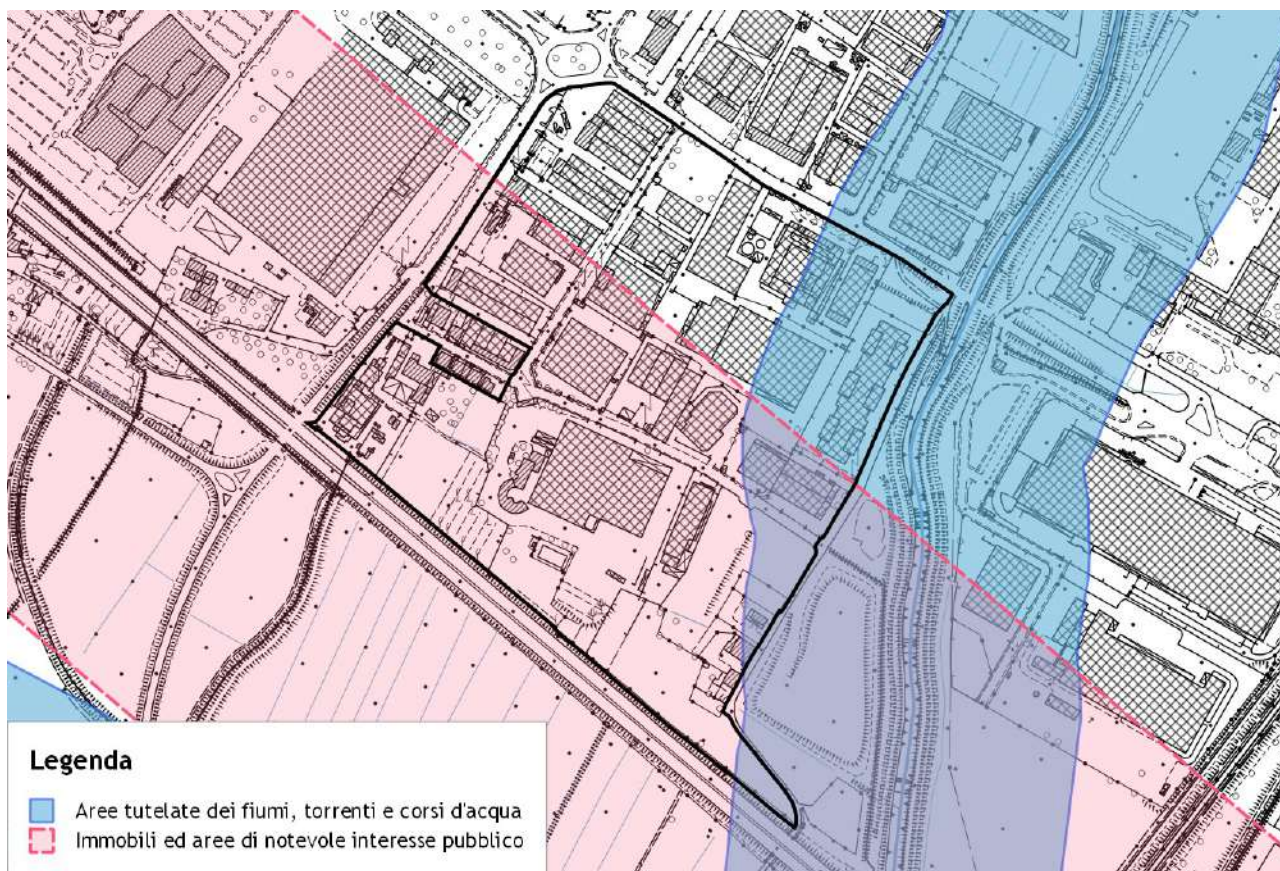 Legenda
Aree tutelate dei fiumi, torrenti e corsi d'acqua
Immobili ed aree di notevole interesse pubblico